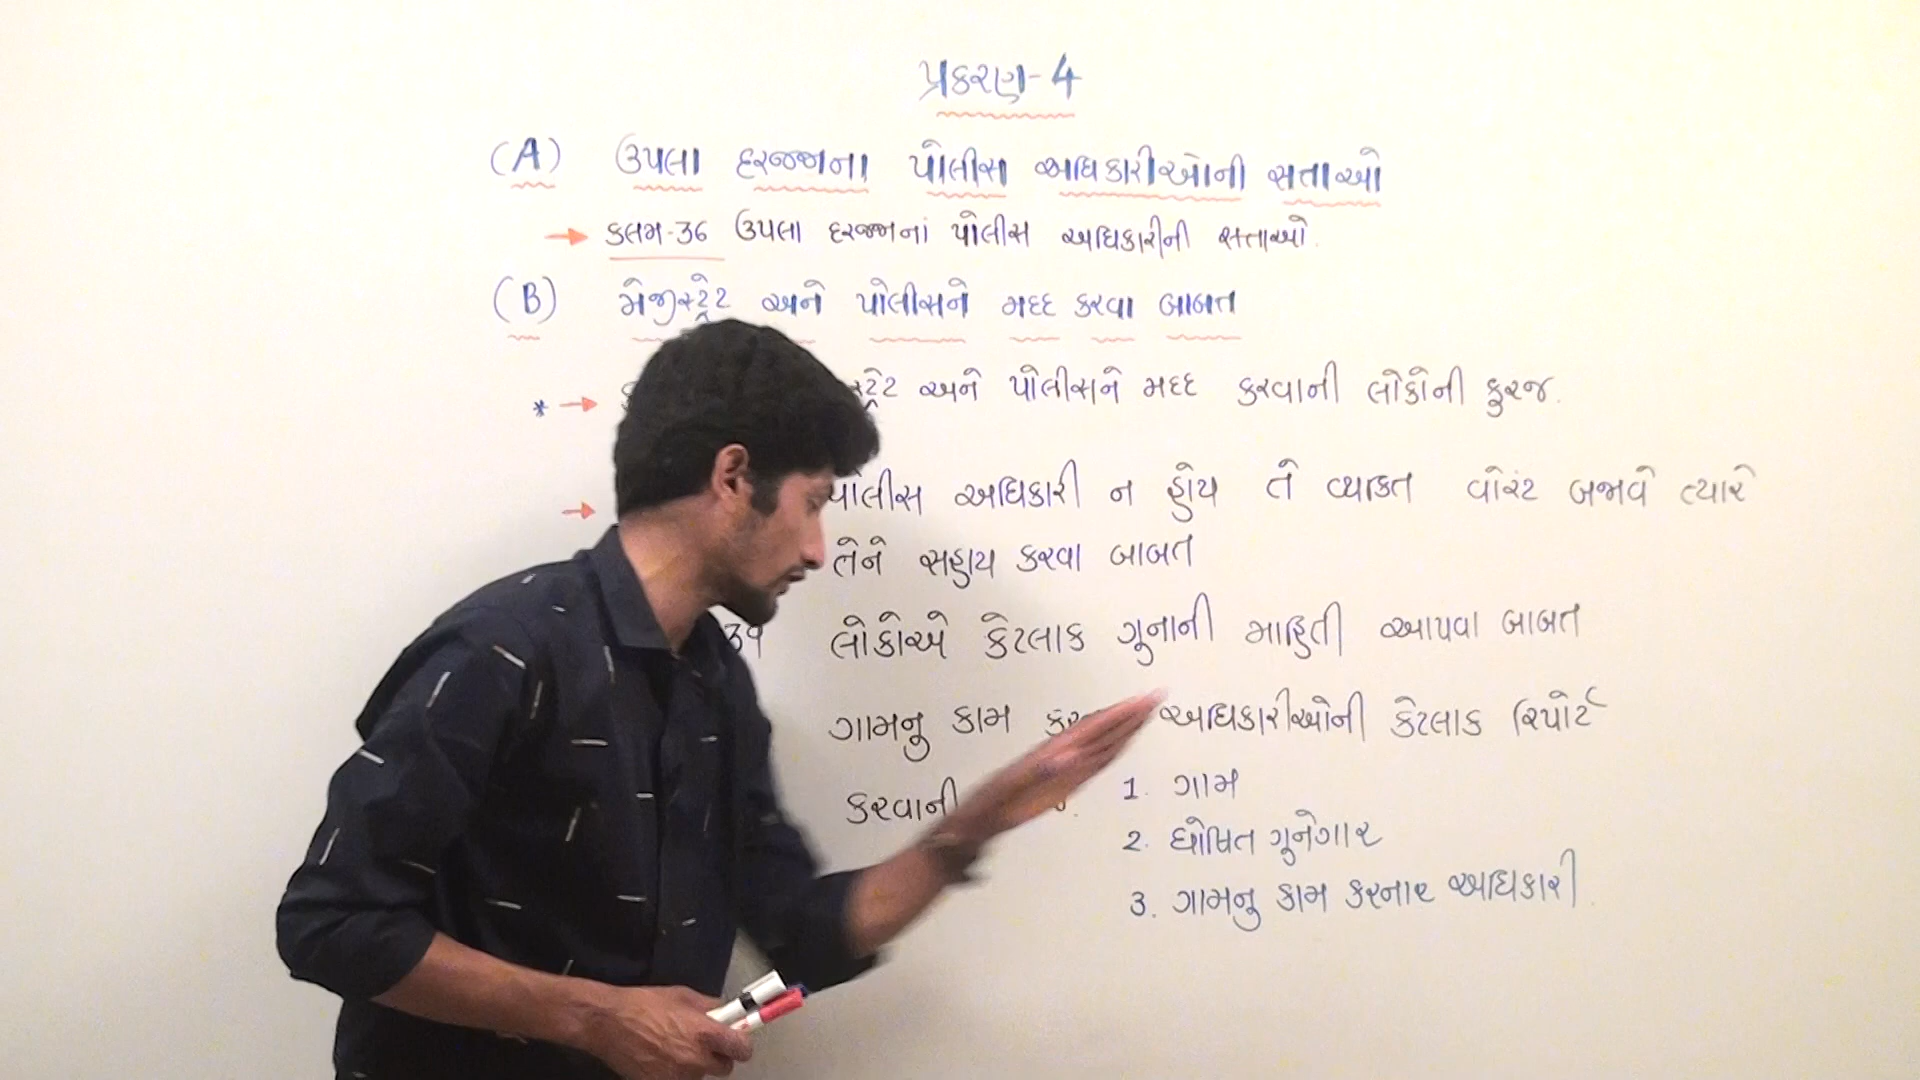 પ્રકરણ-4
(A) ઉપલા દરજ્જાના પોલીસ અધિકારીઓની સતાઓ
→ કલમ-36 ઉપલા દરજ્જાનાં પોલીસ અધિકારીની સત્તાઓ.
(B) મેજીસ્ટ્રેટ અને પોલીસને મદદ કરવા બાબત
* → અને પોલીસને મદદ કરવાની લોકોની ફરજ.
→ પોલીસ અધિકારી ન હોય તે વ્યક્તિ વોરંટ બજાવે ત્યારે
તેને સહાય કરવા બાબત
39 લોકોએ કેટલાક ગૂનાની માહિતી આપવા બાબત
ગામનુ કામ અધિકારીઓની કેટલાક રિપોર્ટ
કરવાની
1. ગામ
2. ઘોષિત ગુનેગાર
3. ગામનુ કામ કરનાર અધિકારી